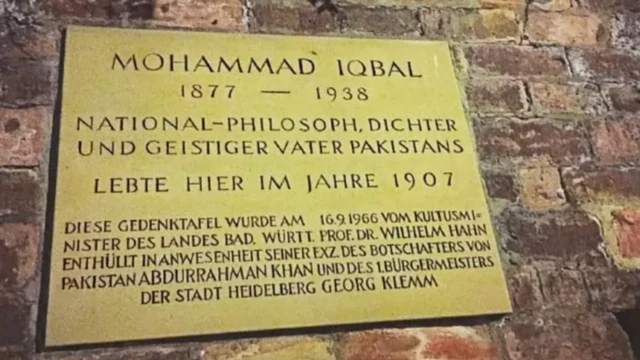 MOHAMMAD IQBAL
1877 — 1938
NATIONAL-PHILOSOPH, DICHTER
UND GEISTIGER VATER PAKISTANS
LEBTE HIER IM JAHRE 1907
DIESE GEDENKTAFEL WURDE AM 16.9.1966 VOM KULTUSMI-
NISTER DES LANDES BAD. WÜRTT. PROF. DR. WILHELM HAHN
ENTHÜLLT IN ANWESENHEIT SEINER EXZ. DES BOTSCHAFTERS VON
PAKISTAN ABDURRAHMAN KHAN UND DES 1. BÜRGERMEISTERS
DER STADT HEIDELBERG GEORG KLEMM